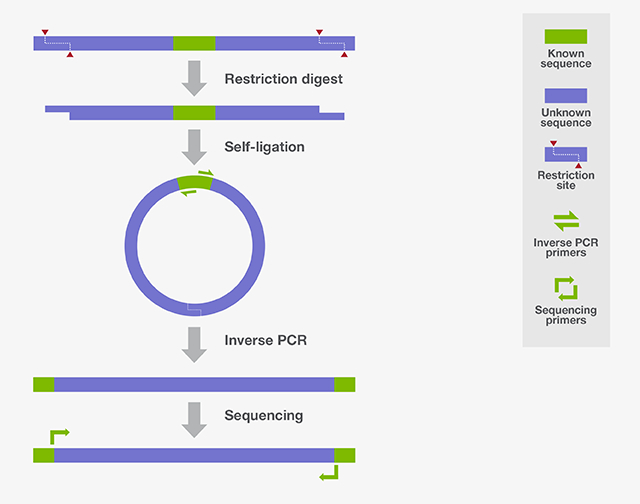 Restriction digest
Self-ligation
Inverse PCR
Sequencing
Known
sequence
Unknown
sequence
Restriction
site
Inverse PCR
primers
Sequencing
primers